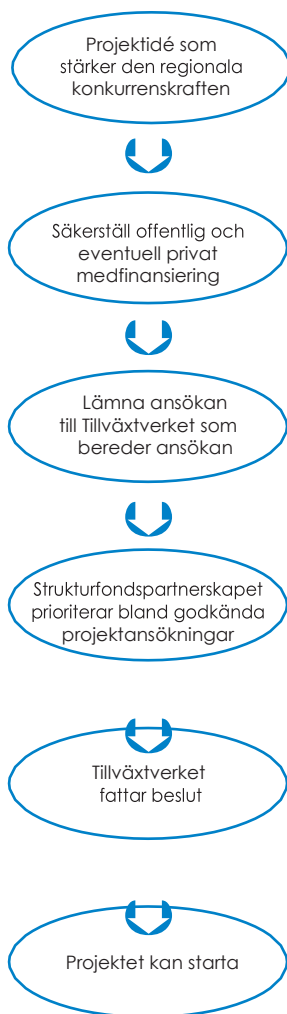 Projektidé som
stärker den regionala
konkurrenskraften
Säkerställ offentlig och
eventuell privat
medfinansiering
Lämna ansökan
till Tillväxtverket som
bereder ansökan
Strukturfondspartnerskapet
prioriterar bland godkända
projektansökningar
Tillväxtverket
fattar beslut
Projektet kan starta